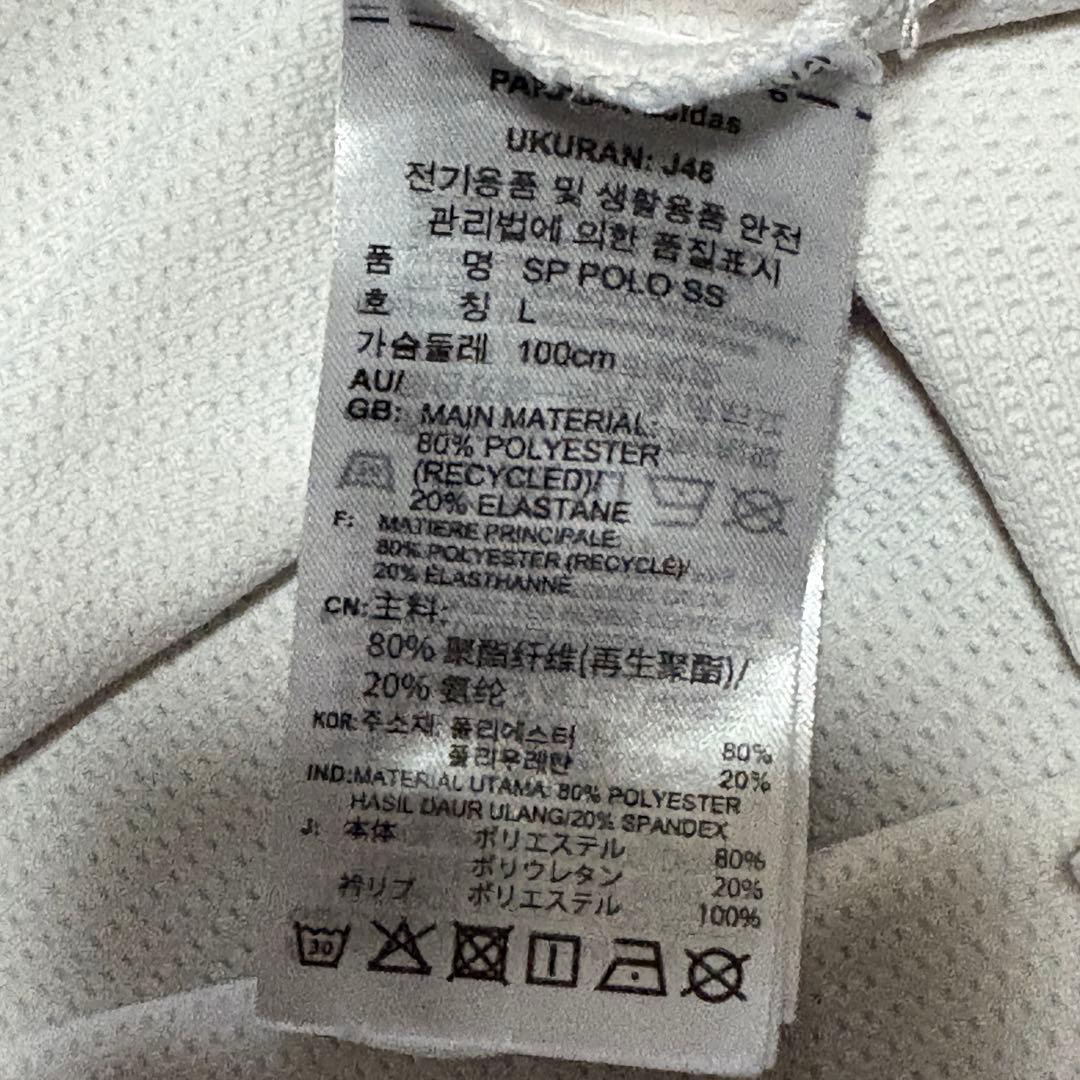 adidas
UKURAN: J48
전기용품 및 생활용품 안전
관리법에 의한 품질표시
품 명 SP POLO SS
호 칭 L
가슴둘레 100cm
AU/
GB: MAIN MATERIAL:
80% POLYESTER
(RECYCLED)/
20% ELASTANE
F: MATIERE PRINCIPALE:
80% POLYESTER (RECYCLE)/
20% ELASTHANNE
CN: 主料:
80% 聚酯纤维(再生聚酯)/
20% 氨纶
KOR: 주소재: 폴리에스터 80%
폴리우레탄 20%
IND: MATERIAL UTAMA: 80% POLYESTER
HASIL DAUR ULANG/20% SPANDEX
J: 本体 ポリエステル 80%
ポリウレタン 20%
衿リブ ポリエステル 100%
30